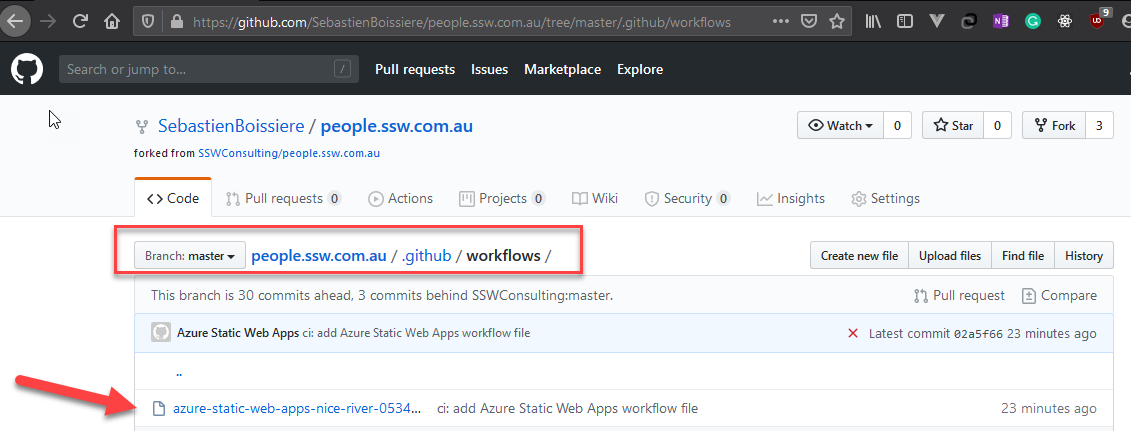 https://github.com/SebastienBoissiere/people.ssw.com.au/tree/master/.github/workflows
9
Search or jump to... / Pull requests Issues Marketplace Explore
SebastienBoissiere / people.ssw.com.au Watch 0 Star 0 Fork 3
forked from SSWConsulting/people.ssw.com.au
Code Pull requests 0 Actions Projects 0 Wiki Security 0 Insights Settings
Branch: master people.ssw.com.au / .github / workflows / Create new file Upload files Find file History
This branch is 30 commits ahead, 3 commits behind SSWConsulting:master. Pull request Compare
Azure Static Web Apps ci: add Azure Static Web Apps workflow file Latest commit 02a5f66 23 minutes ago
..
azure-static-web-apps-nice-river-0534... ci: add Azure Static Web Apps workflow file 23 minutes ago